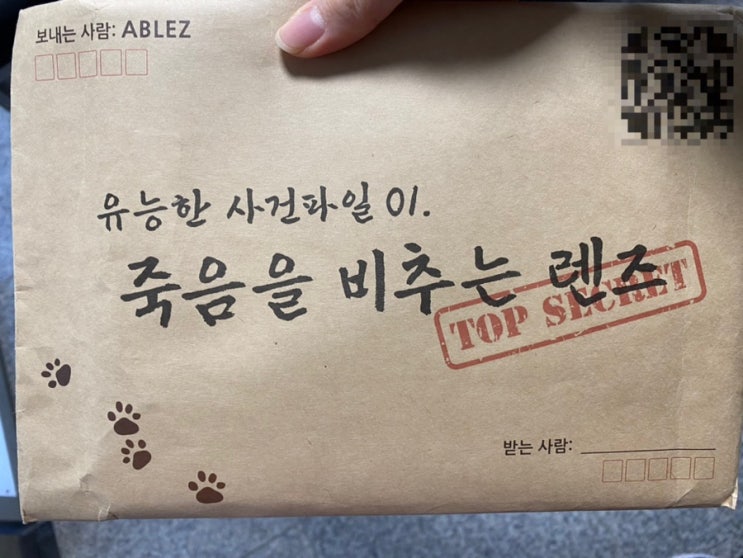 보내는 사람: ABLEZ
유능한 사건파일 01.
죽음을 비추는 렌즈
TOP SECRET
받는 사람: